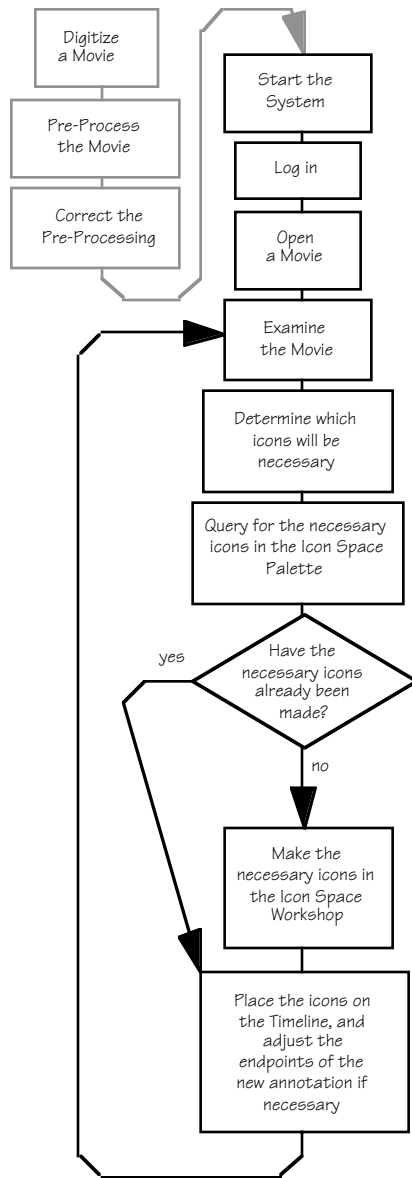 Digitize
a Movie
Pre-Process
the Movie
Correct the
Pre-Processing
Start the
System
Log in
Open
a Movie
Examine
the Movie
Determine which
icons will be
necessary
Query for the necessary
icons in the Icon Space
Palette
Have the
necessary icons
already been
made?
yes
no
Make the
necessary icons in
the Icon Space
Workshop
Place the icons on
the Timeline, and
adjust the
endpoints of the
new annotation if
necessary